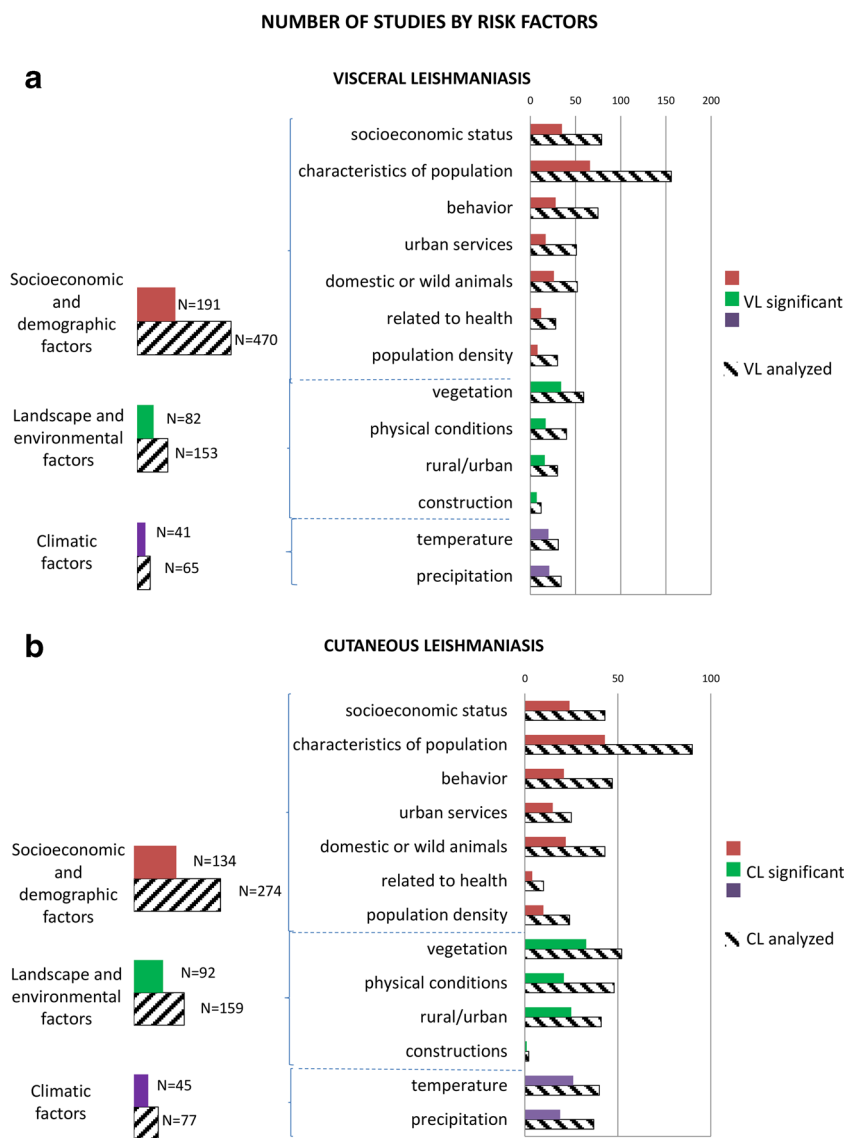 NUMBER OF STUDIES BY RISK FACTORS
a
VISCERAL LEISHMANIASIS
0 50 100 150 200
socioeconomic status
characteristics of population
behavior
urban services
domestic or wild animals
related to health
population density
vegetation
physical conditions
rural/urban
construction
temperature
precipitation
Socioeconomic
and
demographic
factors
N=191
N=470
Landscape and
environmental
factors
N=82
N=153
Climatic
factors
N=41
N=65
VL significant
VL analyzed
b
CUTANEOUS LEISHMANIASIS
0 50 100
socioeconomic status
characteristics of population
behavior
urban services
domestic or wild animals
related to health
population density
vegetation
physical conditions
rural/urban
constructions
temperature
precipitation
Socioeconomic
and
demographic
factors
N=134
N=274
Landscape and
environmental
factors
N=92
N=159
Climatic
factors
N=45
N=77
CL significant
CL analyzed